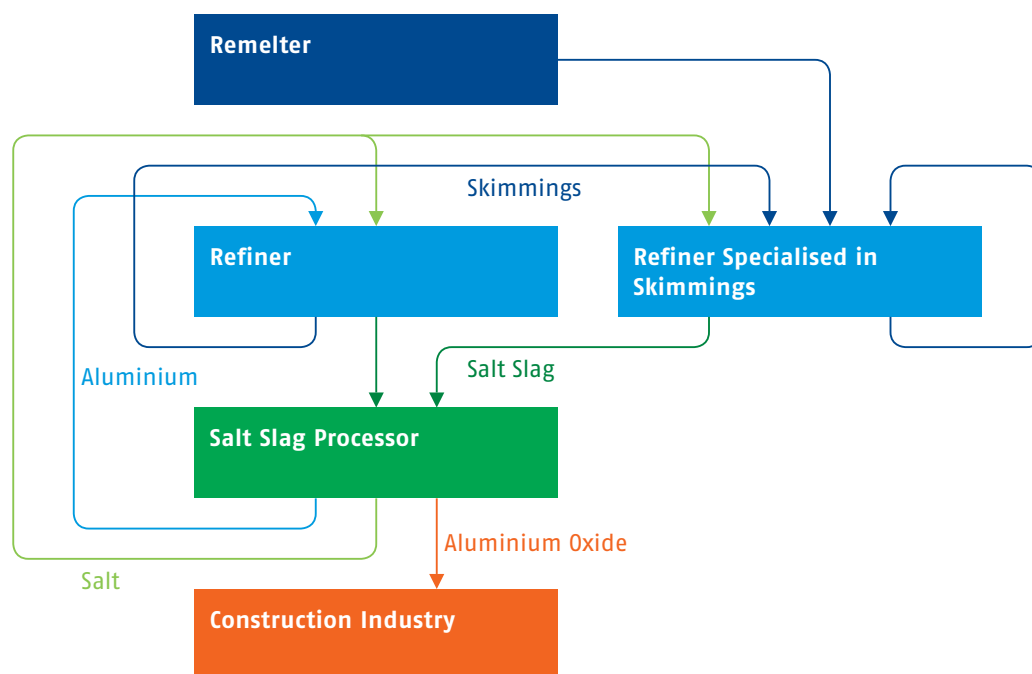 Remelter
Skimmings
Refiner
Refiner Specialised in
Skimmings
Aluminium
Salt Slag
Salt Slag Processor
Aluminium Oxide
Salt
Construction Industry